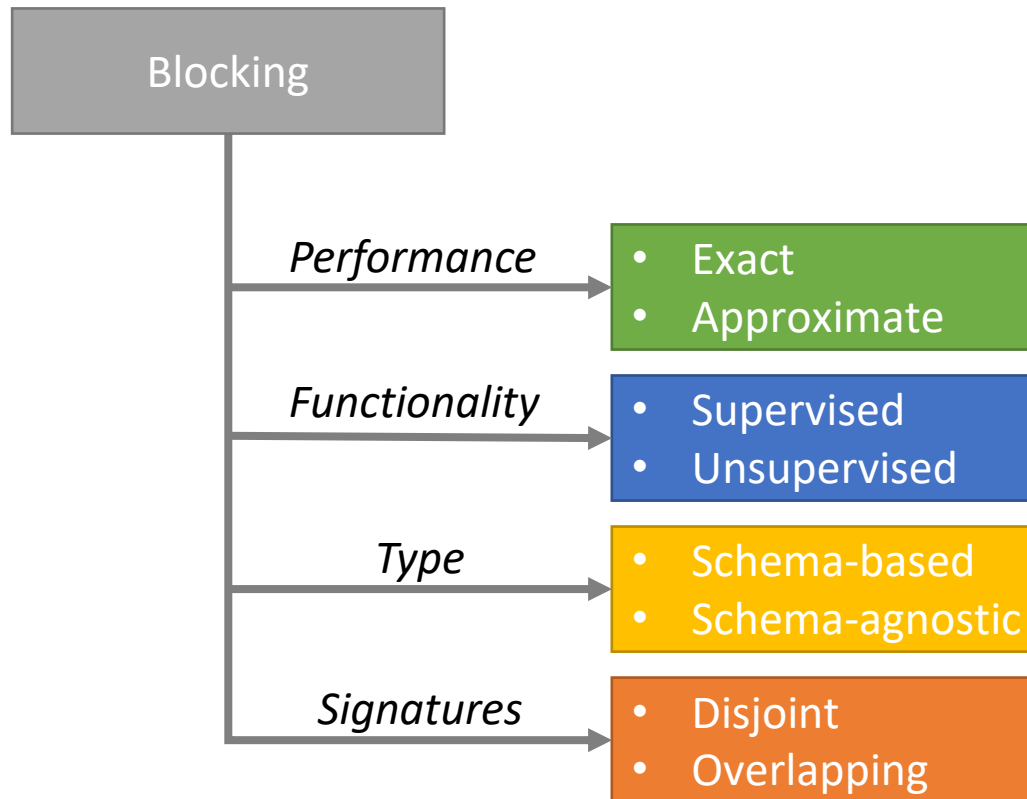 Blocking
Performance
• Exact
• Approximate
Functionality
• Supervised
• Unsupervised
Type
• Schema-based
• Schema-agnostic
Signatures
• Disjoint
• Overlapping